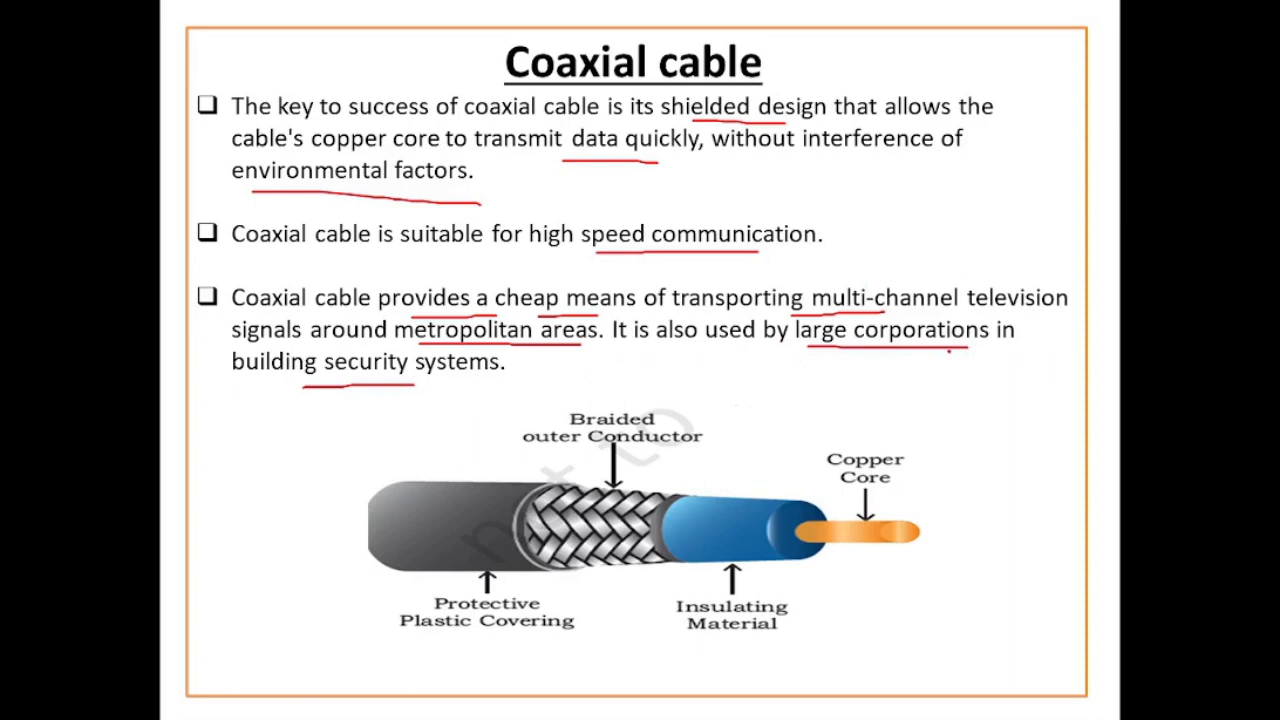 Coaxial cable
❑ The key to success of coaxial cable is its shielded design that allows the
cable's copper core to transmit data quickly, without interference of
environmental factors.
❑ Coaxial cable is suitable for high speed communication.
❑ Coaxial cable provides a cheap means of transporting multi-channel television
signals around metropolitan areas. It is also used by large corporations in
building security systems.
Braided
outer Conductor
Copper
Core
Protective
Plastic Covering
Insulating
Material
not to